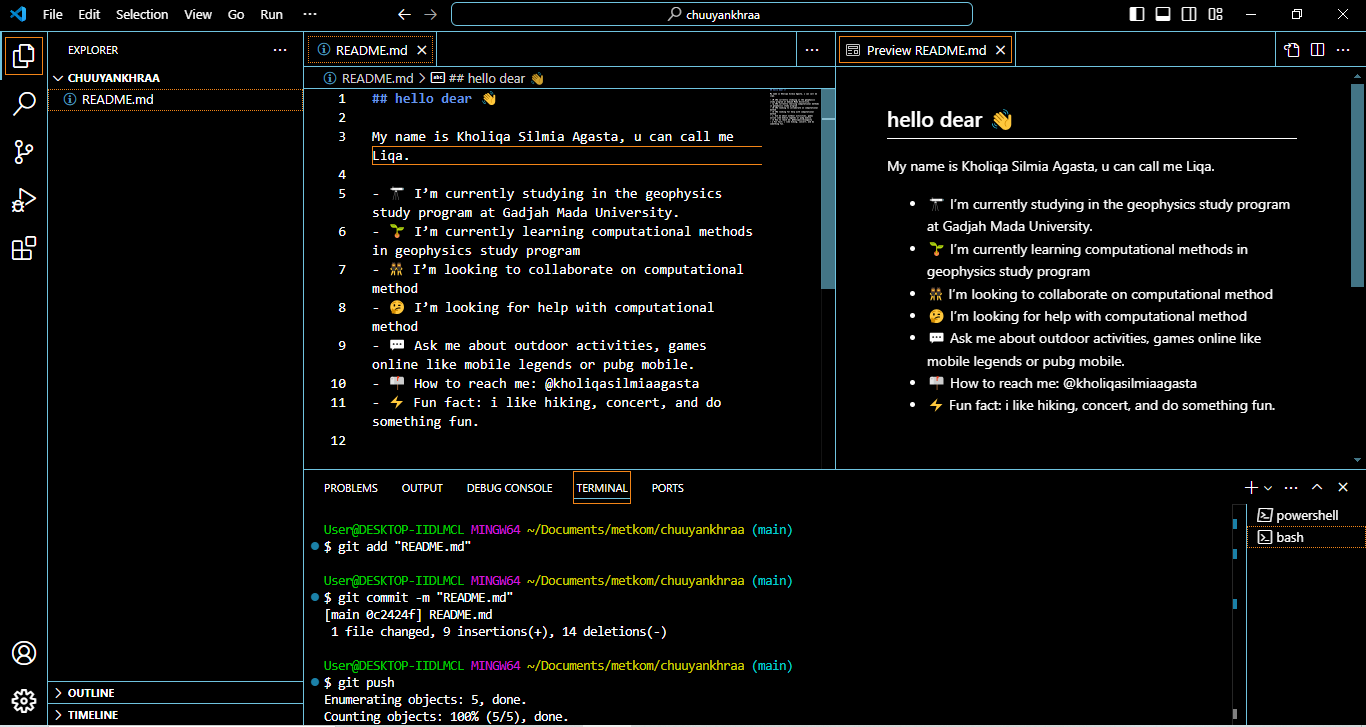 File Edit Selection View Go Run ··· chuuyankhraa
EXPLORER ···
CHUUYANKHRAA
README.md
OUTLINE
TIMELINE
README.md ···
README.md > ## hello dear 👋
1 ## hello dear 👋
2
3 My name is Kholiqa Silmia Agasta, u can call me
Liqa.
4
5 - 🔭 I’m currently studying in the geophysics
study program at Gadjah Mada University.
6 - 🌱 I’m currently learning computational methods
in geophysics study program
7 - 👯 I’m looking to collaborate on computational
method
8 - 🤔 I’m looking for help with computational
method
9 - 💬 Ask me about outdoor activities, games
online like mobile legends or pubg mobile.
10 - 📫 How to reach me: @kholiqasilmiaagasta
11 - ⚡ Fun fact: i like hiking, concert, and do
something fun.
12
Preview README.md ···
hello dear 👋
My name is Kholiqa Silmia Agasta, u can call me Liqa.
• 🔭 I’m currently studying in the geophysics study program
at Gadjah Mada University.
• 🌱 I’m currently learning computational methods in
geophysics study program
• 👯 I’m looking to collaborate on computational method
• 🤔 I’m looking for help with computational method
• 💬 Ask me about outdoor activities, games online like
mobile legends or pubg mobile.
• 📫 How to reach me: @kholiqasilmiaagasta
• ⚡ Fun fact: i like hiking, concert, and do something fun.
PROBLEMS OUTPUT DEBUG CONSOLE TERMINAL PORTS ···
User@DESKTOP-IIDLMCL MINGW64 ~/Documents/metkom/chuuyankhraa (main)
$ git add "README.md"
User@DESKTOP-IIDLMCL MINGW64 ~/Documents/metkom/chuuyankhraa (main)
$ git commit -m "README.md"
[main 0c2424f] README.md
1 file changed, 9 insertions(+), 14 deletions(-)
User@DESKTOP-IIDLMCL MINGW64 ~/Documents/metkom/chuuyankhraa (main)
$ git push
Enumerating objects: 5, done.
Counting objects: 100% (5/5), done.
powershell
bash